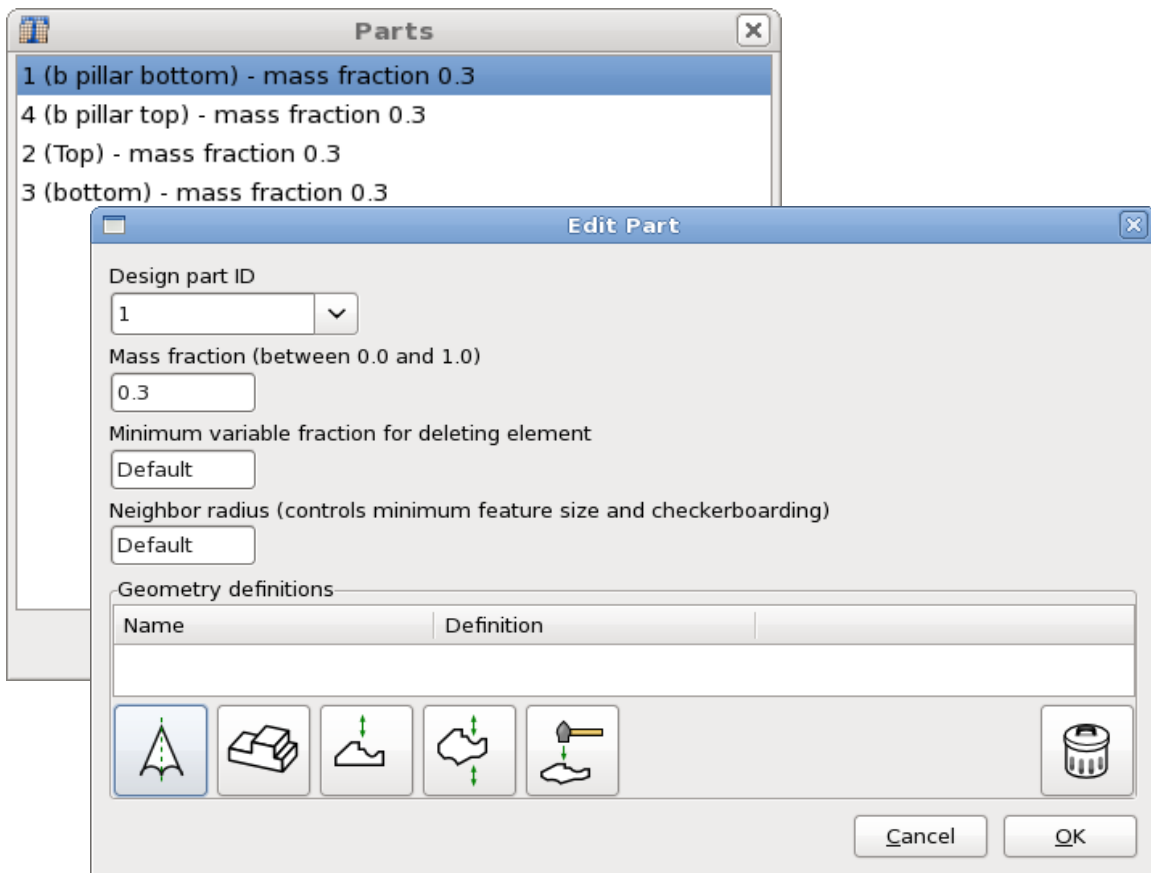 Parts
1 (b pillar bottom) - mass fraction 0.3
4 (b pillar top) - mass fraction 0.3
2 (Top) - mass fraction 0.3
3 (bottom) - mass fraction 0.3
Edit Part
Design part ID
1
Mass fraction (between 0.0 and 1.0)
0.3
Minimum variable fraction for deleting element
Default
Neighbor radius (controls minimum feature size and checkerboarding)
Default
Geometry definitions
Name Definition
Cancel OK